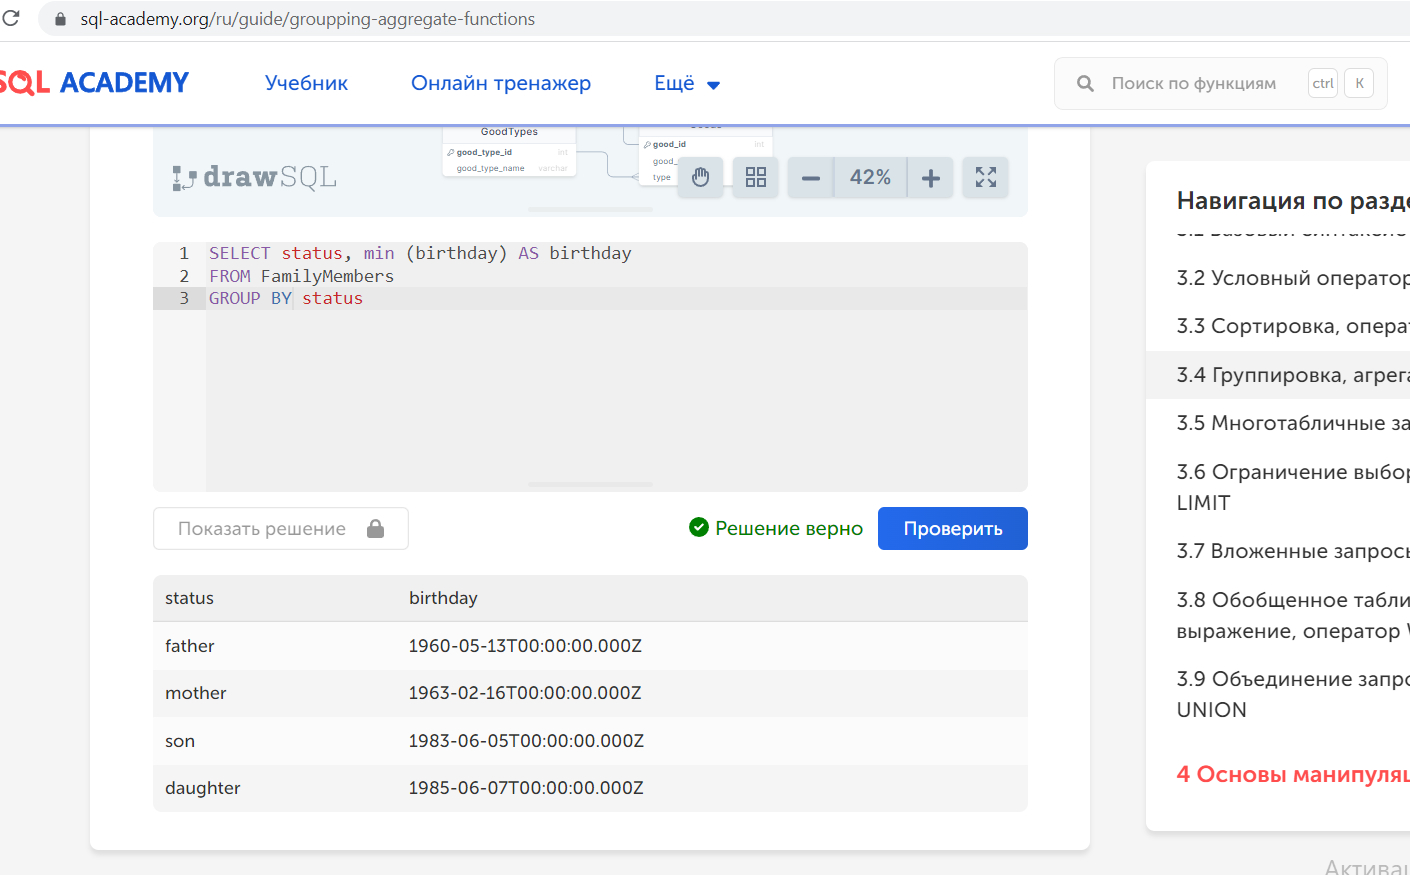 sql-academy.org/ru/guide/groupping-aggregate-functions
SQL ACADEMY
Учебник
Онлайн тренажер
Ещё
Поиск по функциям
ctrl
K
GoodTypes
good_type_id int
good_type_name varchar
good_id int
good_
type
drawSQL
42%
1 SELECT status, min (birthday) AS birthday
2 FROM FamilyMembers
3 GROUP BY status
Показать решение
Решение верно
Проверить
status birthday
father 1960-05-13T00:00:00.000Z
mother 1963-02-16T00:00:00.000Z
son 1983-06-05T00:00:00.000Z
daughter 1985-06-07T00:00:00.000Z
Навигация по разде
3.2 Условный оператор
3.3 Сортировка, опера
3.4 Группировка, агрега
3.5 Многотабличные за
3.6 Ограничение выбор
LIMIT
3.7 Вложенные запрос
3.8 Обобщенное табли
выражение, оператор
3.9 Объединение запро
UNION
4 Основы манипуляц
Активац